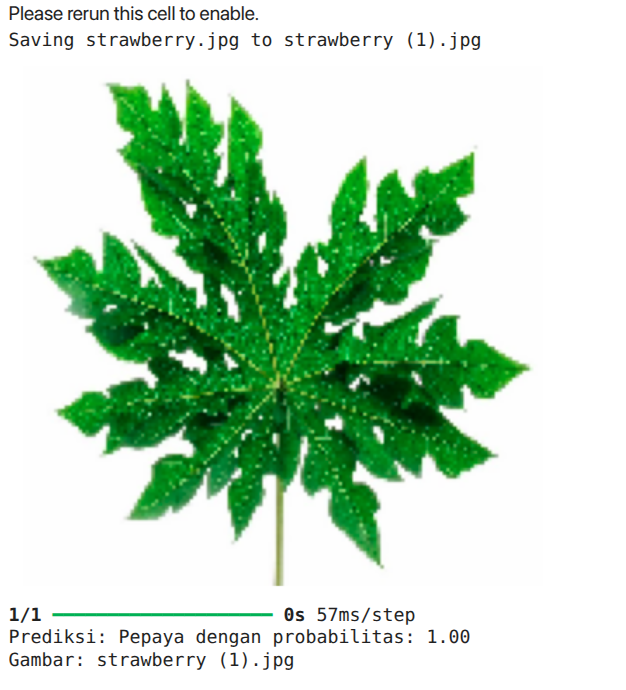 Please rerun this cell to enable.
Saving strawberry.jpg to strawberry (1).jpg
1/1 0s 57ms/step
Prediksi: Pepaya dengan probabilitas: 1.00
Gambar: strawberry (1).jpg